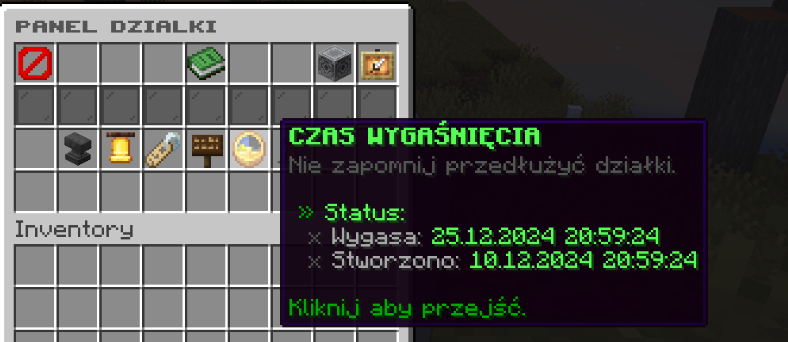 PANEL DZIALKI
CZAS WYGAŚNIĘCIA
Nie zapomnij przedłużyć działki.
» Status:
x Wygasa: 25.12.2024 20:59:24
x Stworzono: 10.12.2024 20:59:24
Kliknij aby przejść.
Inventory